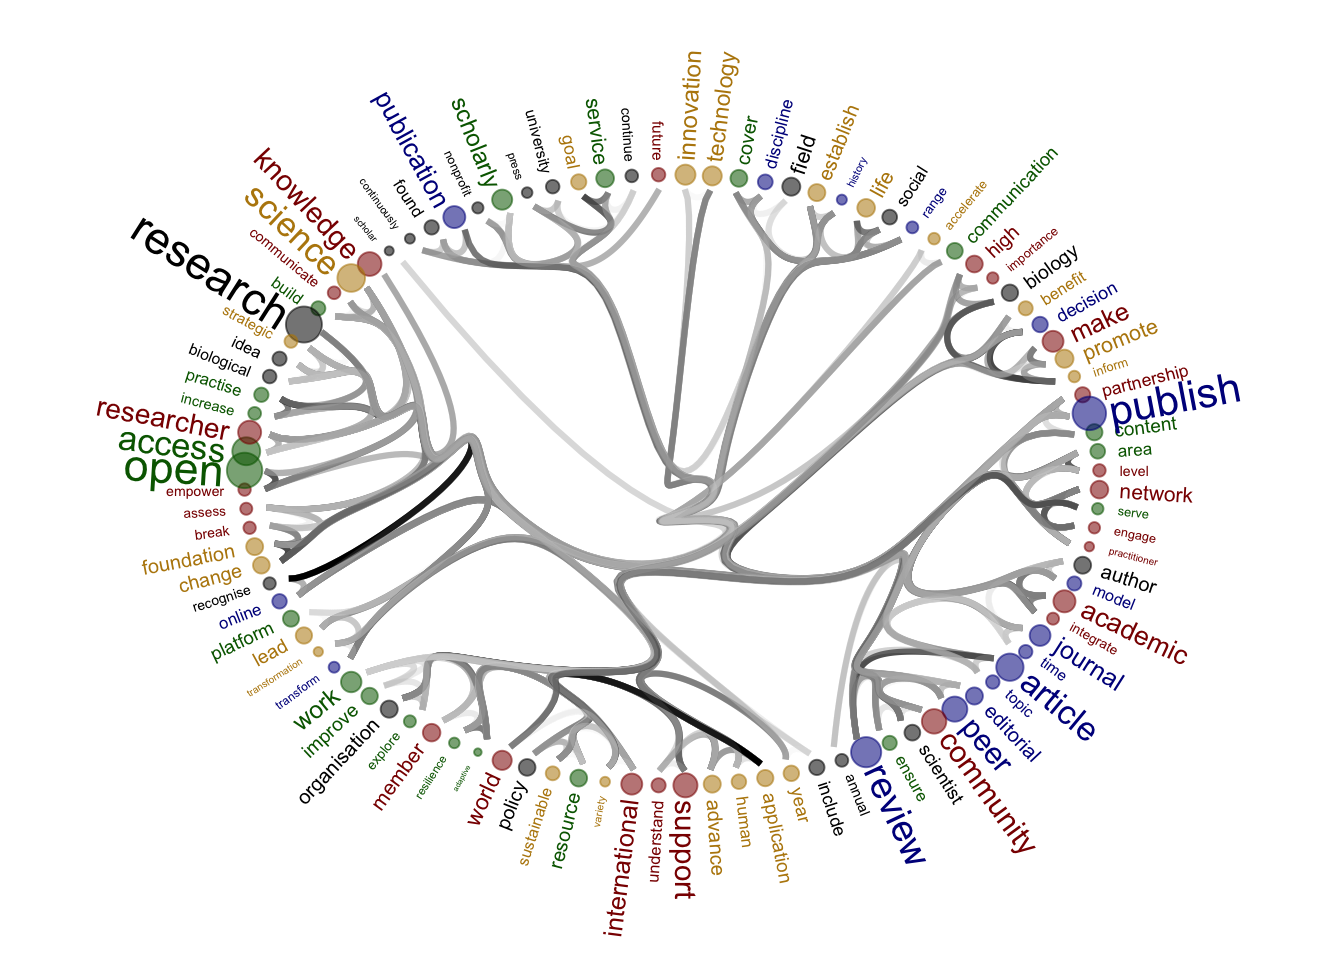 innovation
technology
cover
discipline
field
establish
history
life
social
range
accelerate
communication
high
importance
biology
benefit
decision
make
promote
inform
partnership
publish
content
area
level
network
serve
engage
practitioner
author
model
academic
integrate
journal
time
article
topic
editorial
peer
community
scientist
ensure
review
annual
include
year
application
human
advance
support
understand
international
variety
resource
sustainable
policy
world
adaptive
resilience
member
explore
organisation
improve
work
transform
transformation
lead
platform
online
recognise
change
foundation
break
assess
empower
open
access
researcher
increase
practise
biological
idea
strategic
research
build
communicate
science
knowledge
scholar
continuously
found
publication
nonprofit
scholarly
press
university
goal
service
continue
future